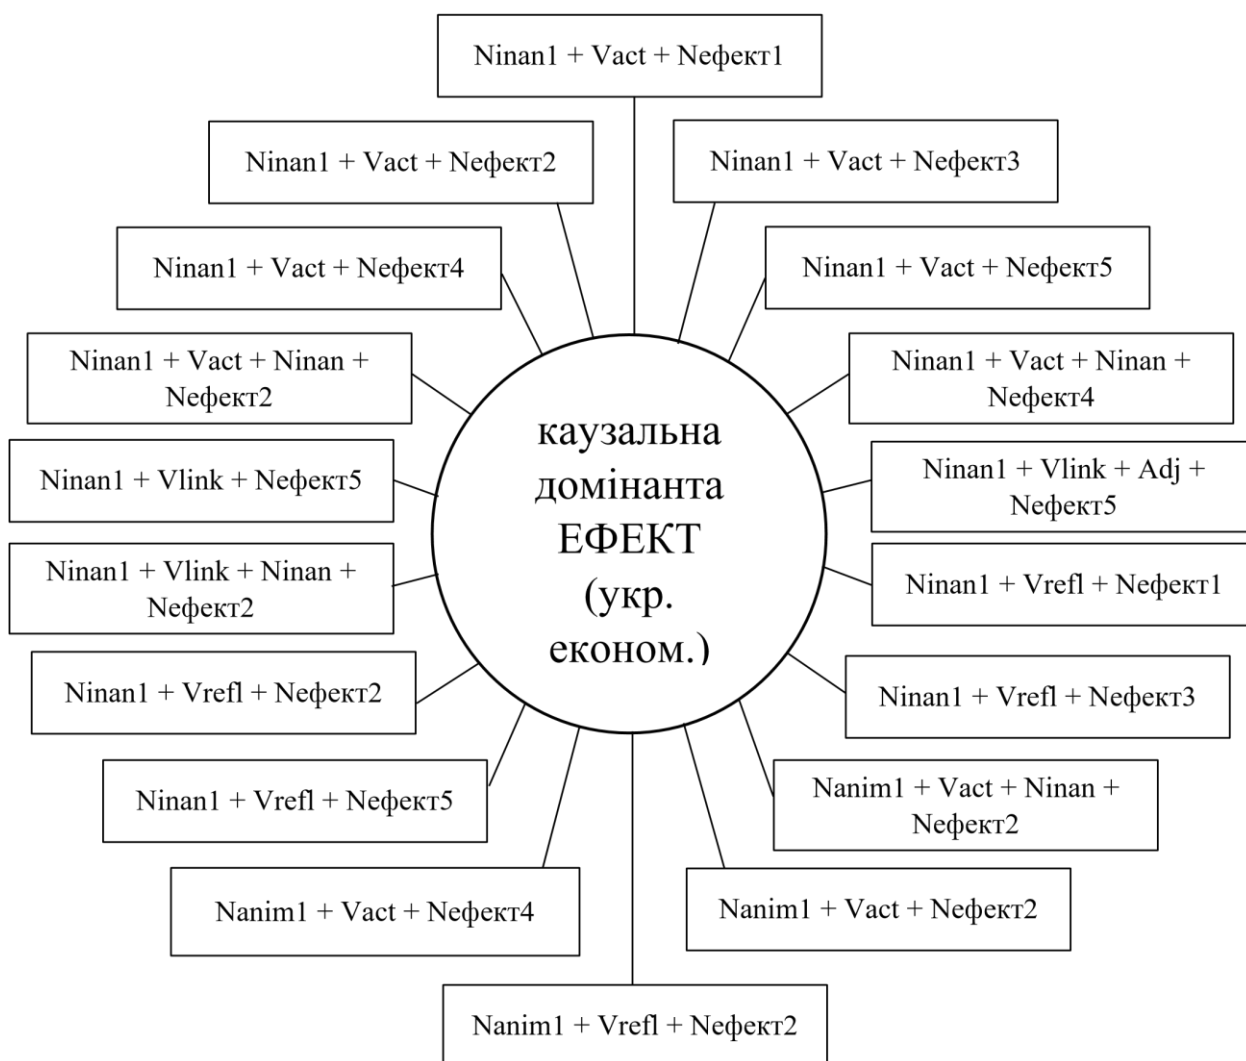 Ninan1 + Vact + Nефект1
Ninan1 + Vact + Nефект2
Ninan1 + Vact + Nефект3
Ninan1 + Vact + Nефект4
Ninan1 + Vact + Nефект5
Ninan1 + Vact + Ninan +
Nефект2
Ninan1 + Vact + Ninan +
Nефект4
каузальна
домінанта
ЕФЕКТ
(укр.
економ.)
Ninan1 + Vlink + Nефект5
Ninan1 + Vlink + Adj +
Nефект5
Ninan1 + Vlink + Ninan +
Nефект2
Ninan1 + Vrefl + Nефект1
Ninan1 + Vrefl + Nефект2
Ninan1 + Vrefl + Nефект3
Ninan1 + Vrefl + Nефект5
Nanim1 + Vact + Ninan +
Nефект2
Nanim1 + Vact + Nефект4
Nanim1 + Vact + Nефект2
Nanim1 + Vrefl + Nефект2